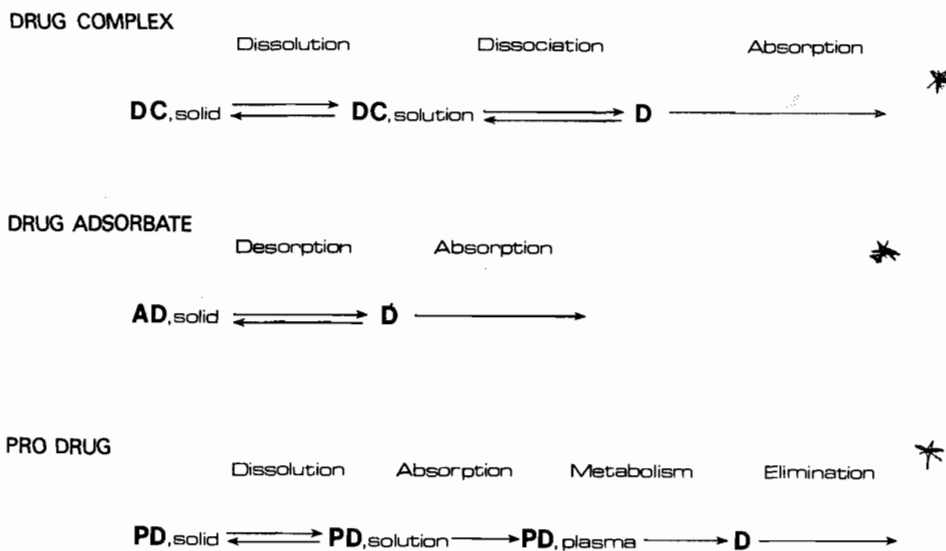 DRUG COMPLEX
Dissolution Dissociation Absorption
DC,solid DC,solution D
DRUG ADSORBATE
Desorption Absorption
AD,solid D
PRO DRUG
Dissolution Absorption Metabolism Elimination
PD,solid PD,solution PD,plasma D